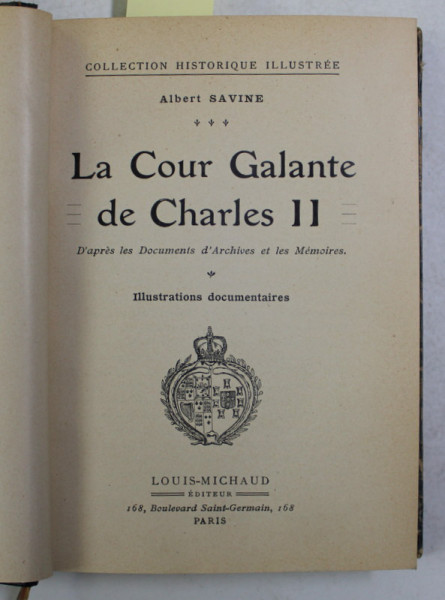 COLLECTION HISTORIQUE ILLUSTRÉE
Albert SAVINE
La Cour Galante
de Charles II
D'après les Documents d'Archives et les Mémoires.
Illustrations documentaires
LOUIS-MICHAUD
ÉDITEUR
168, Boulevard Saint-Germain, 168
PARIS